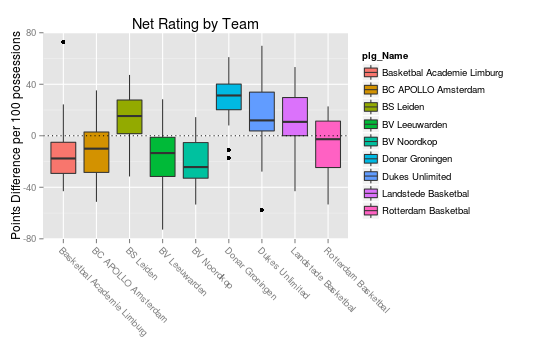 Net Rating by Team
Points Difference per 100 possessions
80
40
0
-40
-80
Basketbal Academie Limburg
BC APOLLO Amsterdam
BS Leiden
BV Leeuwarden
BV Noordkop
Donar Groningen
Dukes Unlimited
Landstede Basketbal
Rotterdam Basketbal
plg_Name
Basketbal Academie Limburg
BC APOLLO Amsterdam
BS Leiden
BV Leeuwarden
BV Noordkop
Donar Groningen
Dukes Unlimited
Landstede Basketbal
Rotterdam Basketbal